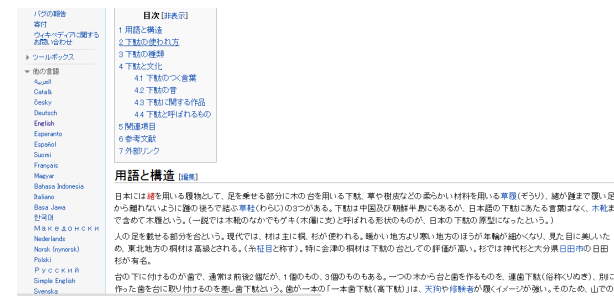 バグの報告
寄付
ウィキペディアに関する
お問い合わせ
ツールボックス
他の言語
العربية
Català
Česky
Deutsch
English
Esperanto
Español
Suomi
Français
Magyar
Bahasa Indonesia
Italiano
Basa Jawa
한국어
Македонски
Nederlands
Norsk (nynorsk)
Polski
Русский
Simple English
Svenska
目次 [非表示]
1 用語と構造
2 下駄の使われ方
3 下駄の種類
4 下駄と文化
4.1 下駄のつく言葉
4.2 下駄の音
4.3 下駄に関する作品
4.4 下駄と呼ばれるもの
5 関連項目
6 参考文献
7 外部リンク
用語と構造 [編集]
日本には緒を用いる履物として、足を乗せる部分に木の台を用いる下駄、草や樹皮などの柔らかい材料を用いる草履(ぞうり)、緒が踵まで覆い足
から離れないように踵の後ろで結ぶ草鞋(わらじ)の3つがある。下駄は中国及び朝鮮半島にもあるが、日本語の下駄にあたる言葉はなく、木靴ま
で含めて木履という。(一説では木靴のなかでもゲキ(木偏に支)と呼ばれる形状のものが、日本の下駄の原型になったという。)
人の足を載せる部分を台という。現代では、材は主に桐、杉が使われる。暖かい地方より寒い地方のほうが年輪が細かくなり、見た目に美しいた
め、東北地方の桐材は高級とされる。(糸柾目と称す)。特に会津の桐材は下駄の台としての評価が高い。杉では神代杉と大分県日田市の日田
杉が有名。
台の下に付けるのが歯で、通常は前後2個だが、1個のもの、3個のものもある。一つの木から台と歯を作るものを、連歯下駄(俗称くりぬき)、別に
作った歯を台に取り付けるのを差し歯下駄という。歯が一本の「一本歯下駄(高下駄)」は、天狗や修験者が履くイメージが強い。そのため、山での